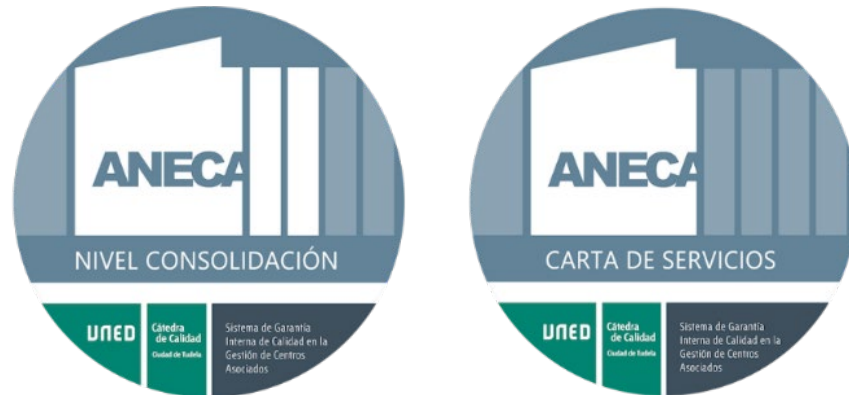 ANECA
NIVEL CONSOLIDACIÓN
UNED
Cátedra
de Calidad
Ciudad de Tudela
Sistema de Garantía
Interna de Calidad en la
Gestión de Centros
Asociados
ANECA
CARTA DE SERVICIOS
UNED
Cátedra
de Calidad
Ciudad de Tudela
Sistema de Garantía
Interna de Calidad en la
Gestión de Centros
Asociados